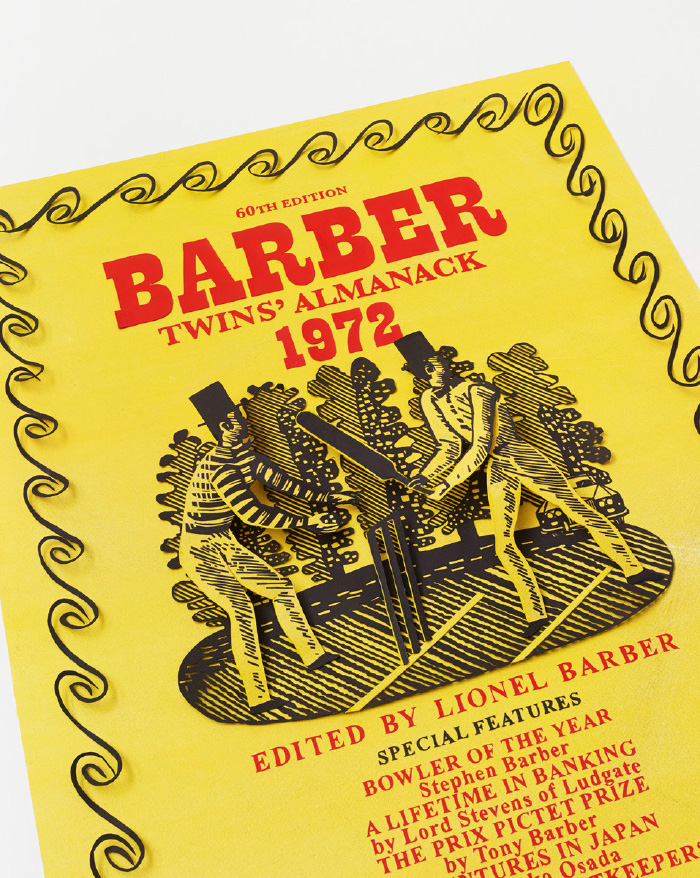 60TH EDITION
BARBER
TWINS' ALMANACK
1972
EDITED BY LIONEL BARBER
SPECIAL FEATURES
BOWLER OF THE YEAR
Stephen Barber
A LIFETIME IN BANKING
by Lord Stevens of Ludgate
THE PRIX PICTET PRIZE
by Tony Barber
IN JAPAN
Osada